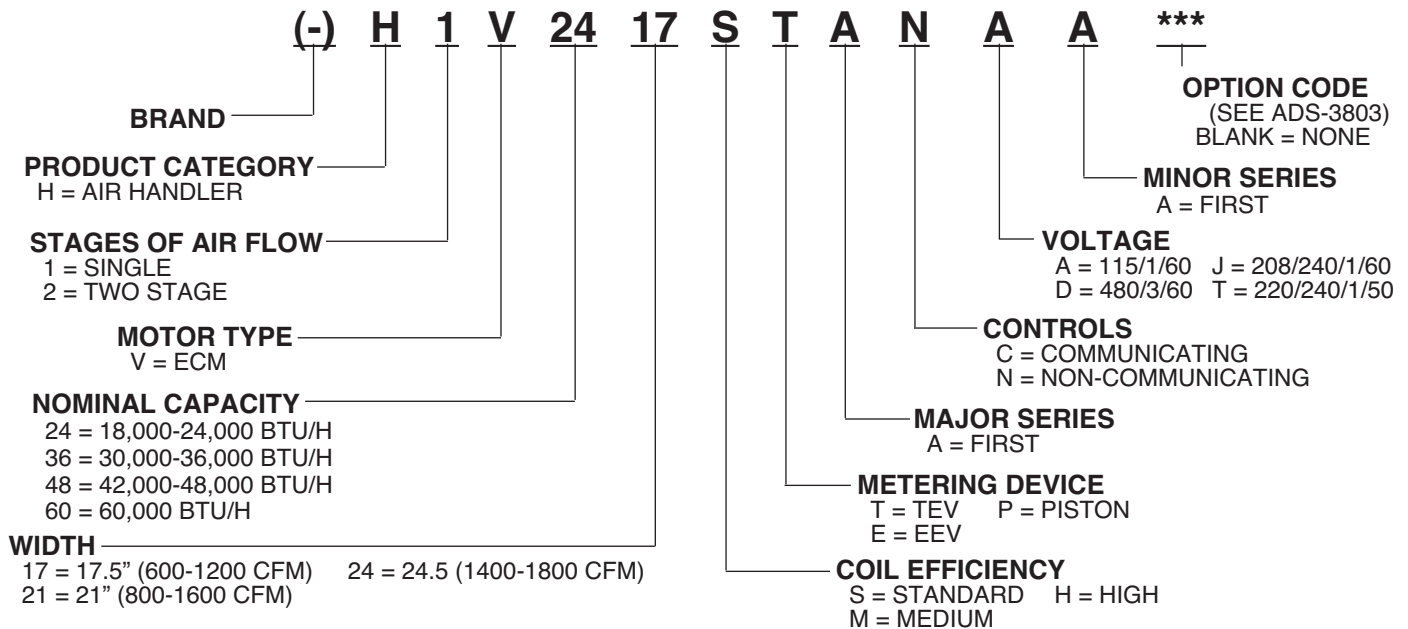 (-) H 1 V 24 17 S T A N A A ***
BRAND
PRODUCT CATEGORY
H = AIR HANDLER
STAGES OF AIR FLOW
1 = SINGLE
2 = TWO STAGE
MOTOR TYPE
V = ECM
NOMINAL CAPACITY
24 = 18,000-24,000 BTU/H
36 = 30,000-36,000 BTU/H
48 = 42,000-48,000 BTU/H
60 = 60,000 BTU/H
WIDTH
17 = 17.5” (600-1200 CFM) 24 = 24.5 (1400-1800 CFM)
21 = 21” (800-1600 CFM)
OPTION CODE
(SEE ADS-3803)
BLANK = NONE
MINOR SERIES
A = FIRST
VOLTAGE
A = 115/1/60 J = 208/240/1/60
D = 480/3/60 T = 220/240/1/50
CONTROLS
C = COMMUNICATING
N = NON-COMMUNICATING
MAJOR SERIES
A = FIRST
METERING DEVICE
T = TEV P = PISTON
E = EEV
COIL EFFICIENCY
S = STANDARD H = HIGH
M = MEDIUM